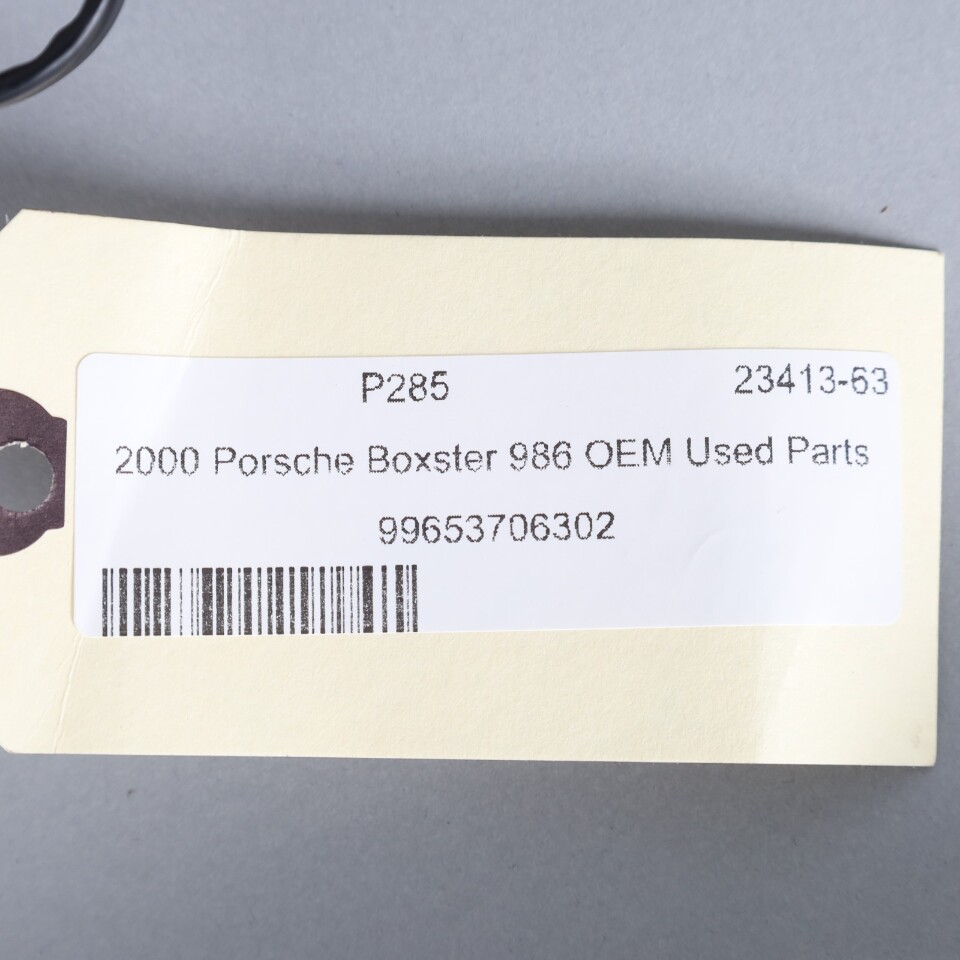 P285 23413-63
2000 Porsche Boxster 986 OEM Used Parts
99653706302